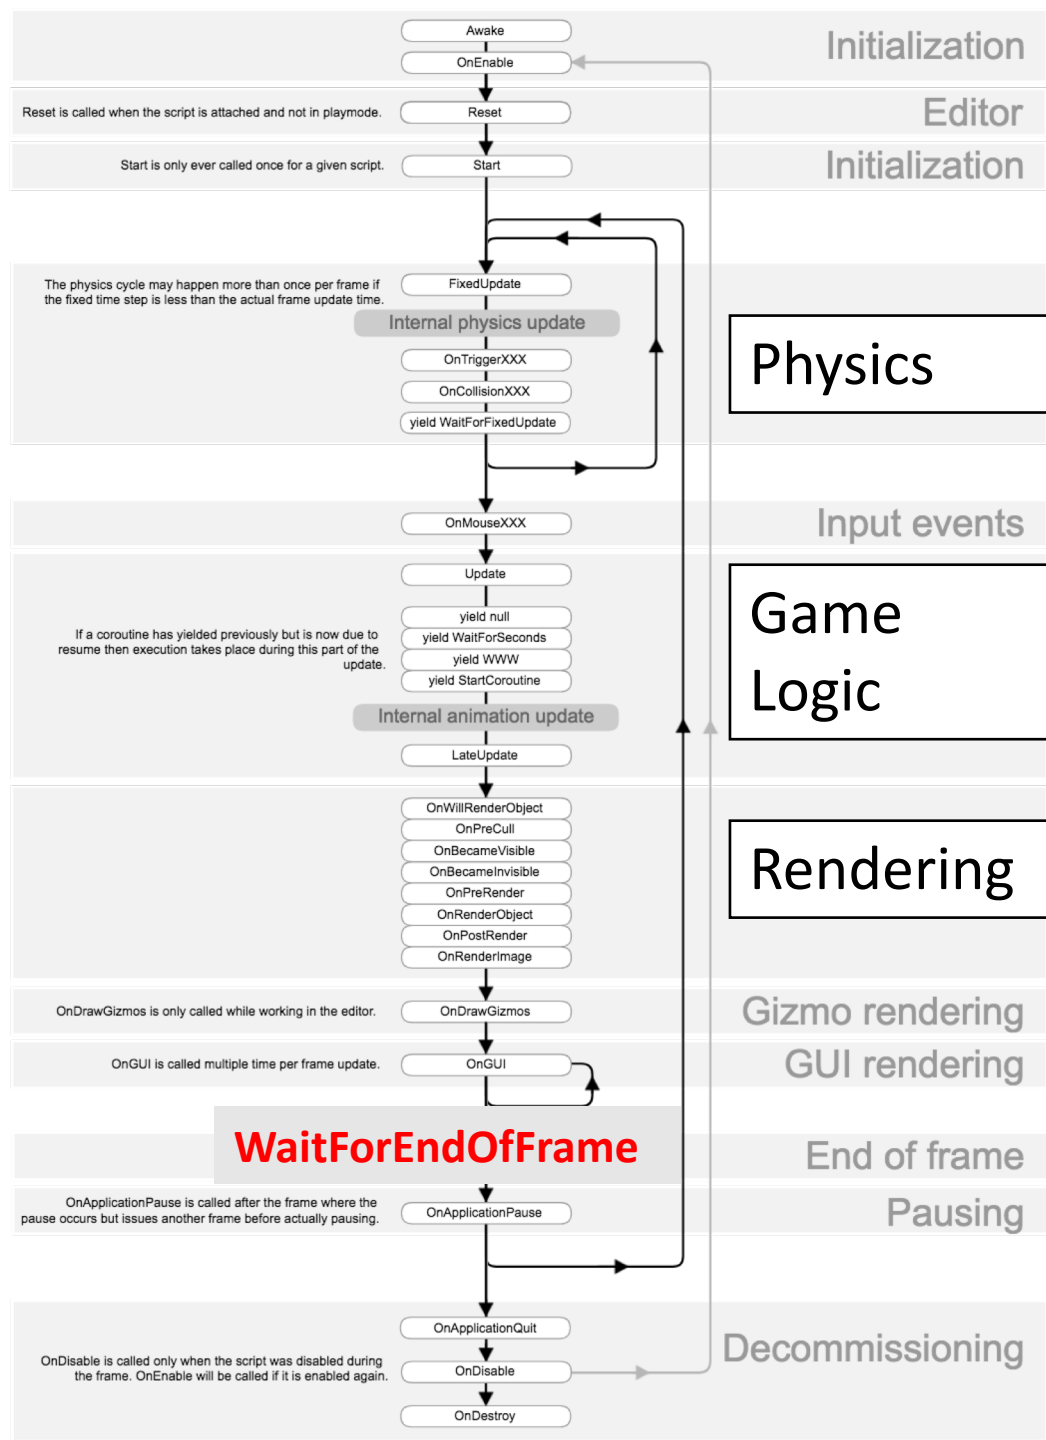 Awake
Initialization
OnEnable
Editor
Reset is called when the script is attached and not in playmode.
Reset
Initialization
Start is only ever called once for a given script.
Start
The physics cycle may happen more than once per frame if
the fixed time step is less than the actual frame update time.
FixedUpdate
Internal physics update
Physics
OnTriggerXXX
OnCollisionXXX
yield WaitForFixedUpdate
OnMouseXXX
Input events
Update
Game
Logic
yield null
If a coroutine has yielded previously but is now due to
resume then execution takes place during this part of the
update.
yield WaitForSeconds
yield WWW
yield StartCoroutine
Internal animation update
LateUpdate
OnWillRenderObject
OnPreCull
OnBecameVisible
OnBecameInvisible
OnPreRender
OnRenderObject
OnPostRender
OnRenderImage
Rendering
OnDrawGizmos is only called while working in the editor.
OnDrawGizmos
Gizmo rendering
OnGUI is called multiple time per frame update.
OnGUI
GUI rendering
WaitForEndOfFrame
End of frame
OnApplicationPause is called after the frame where the
pause occurs but issues another frame before actually pausing.
OnApplicationPause
Pausing
OnApplicationQuit
Decommissioning
OnDisable is called only when the script was disabled during
the frame. OnEnable will be called if it is enabled again.
OnDisable
OnDestroy